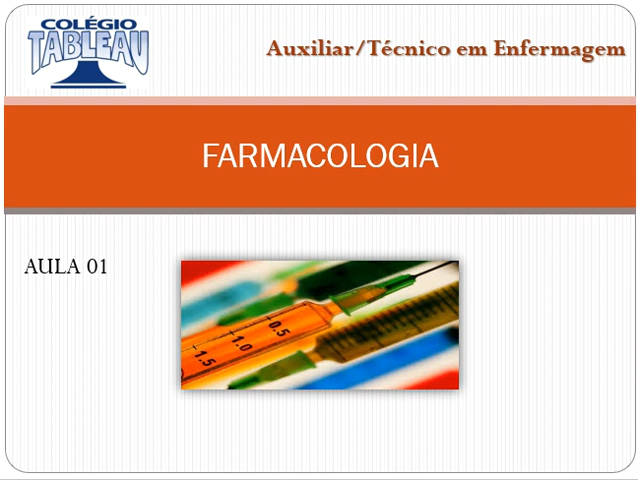 COLÉGIO
TABLEAU
Auxiliar/Técnico em Enfermagem
FARMACOLOGIA
AULA 01
0.5
1.0
1.5